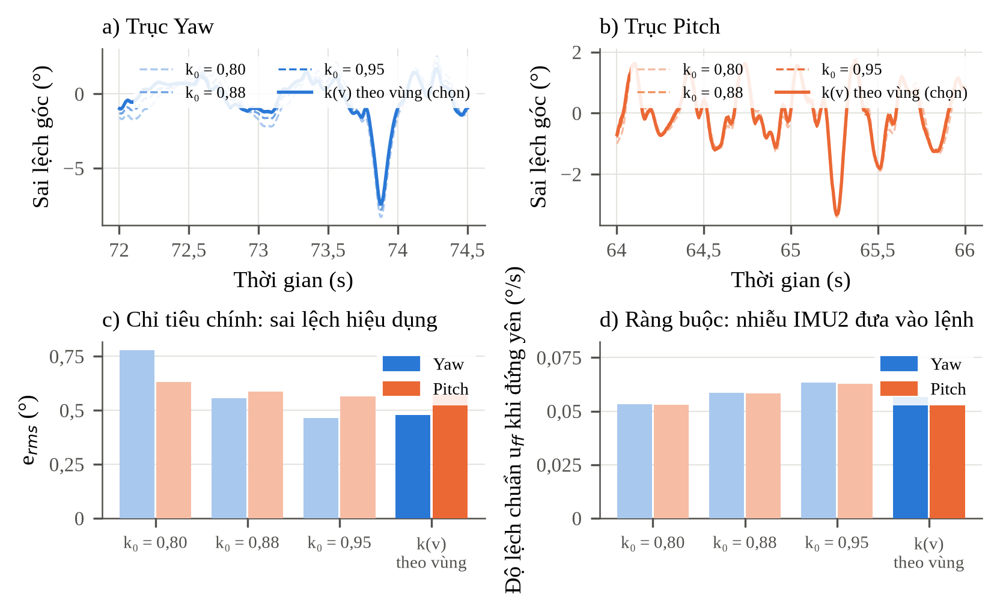 a) Trục Yaw
Sai lệch góc (°)
0
−5
k₀ = 0,80
k₀ = 0,88
k₀ = 0,95
k(v) theo vùng (chọn)
72
72,5
73
73,5
74
74,5
Thời gian (s)
b) Trục Pitch
Sai lệch góc (°)
2
0
−2
k₀ = 0,80
k₀ = 0,88
k₀ = 0,95
k(v) theo vùng (chọn)
64
64,5
65
65,5
66
Thời gian (s)
c) Chỉ tiêu chính: sai lệch hiệu dụng
e_rms (°)
0,75
0,5
0,25
0
Yaw
Pitch
k₀ = 0,80
k₀ = 0,88
k₀ = 0,95
k(v)
theo vùng
d) Ràng buộc: nhiễu IMU2 đưa vào lệnh
Độ lệch chuẩn u_ff khi đứng yên (°/s)
0,075
0,05
0,025
0
Yaw
Pitch
k₀ = 0,80
k₀ = 0,88
k₀ = 0,95
k(v)
theo vùng